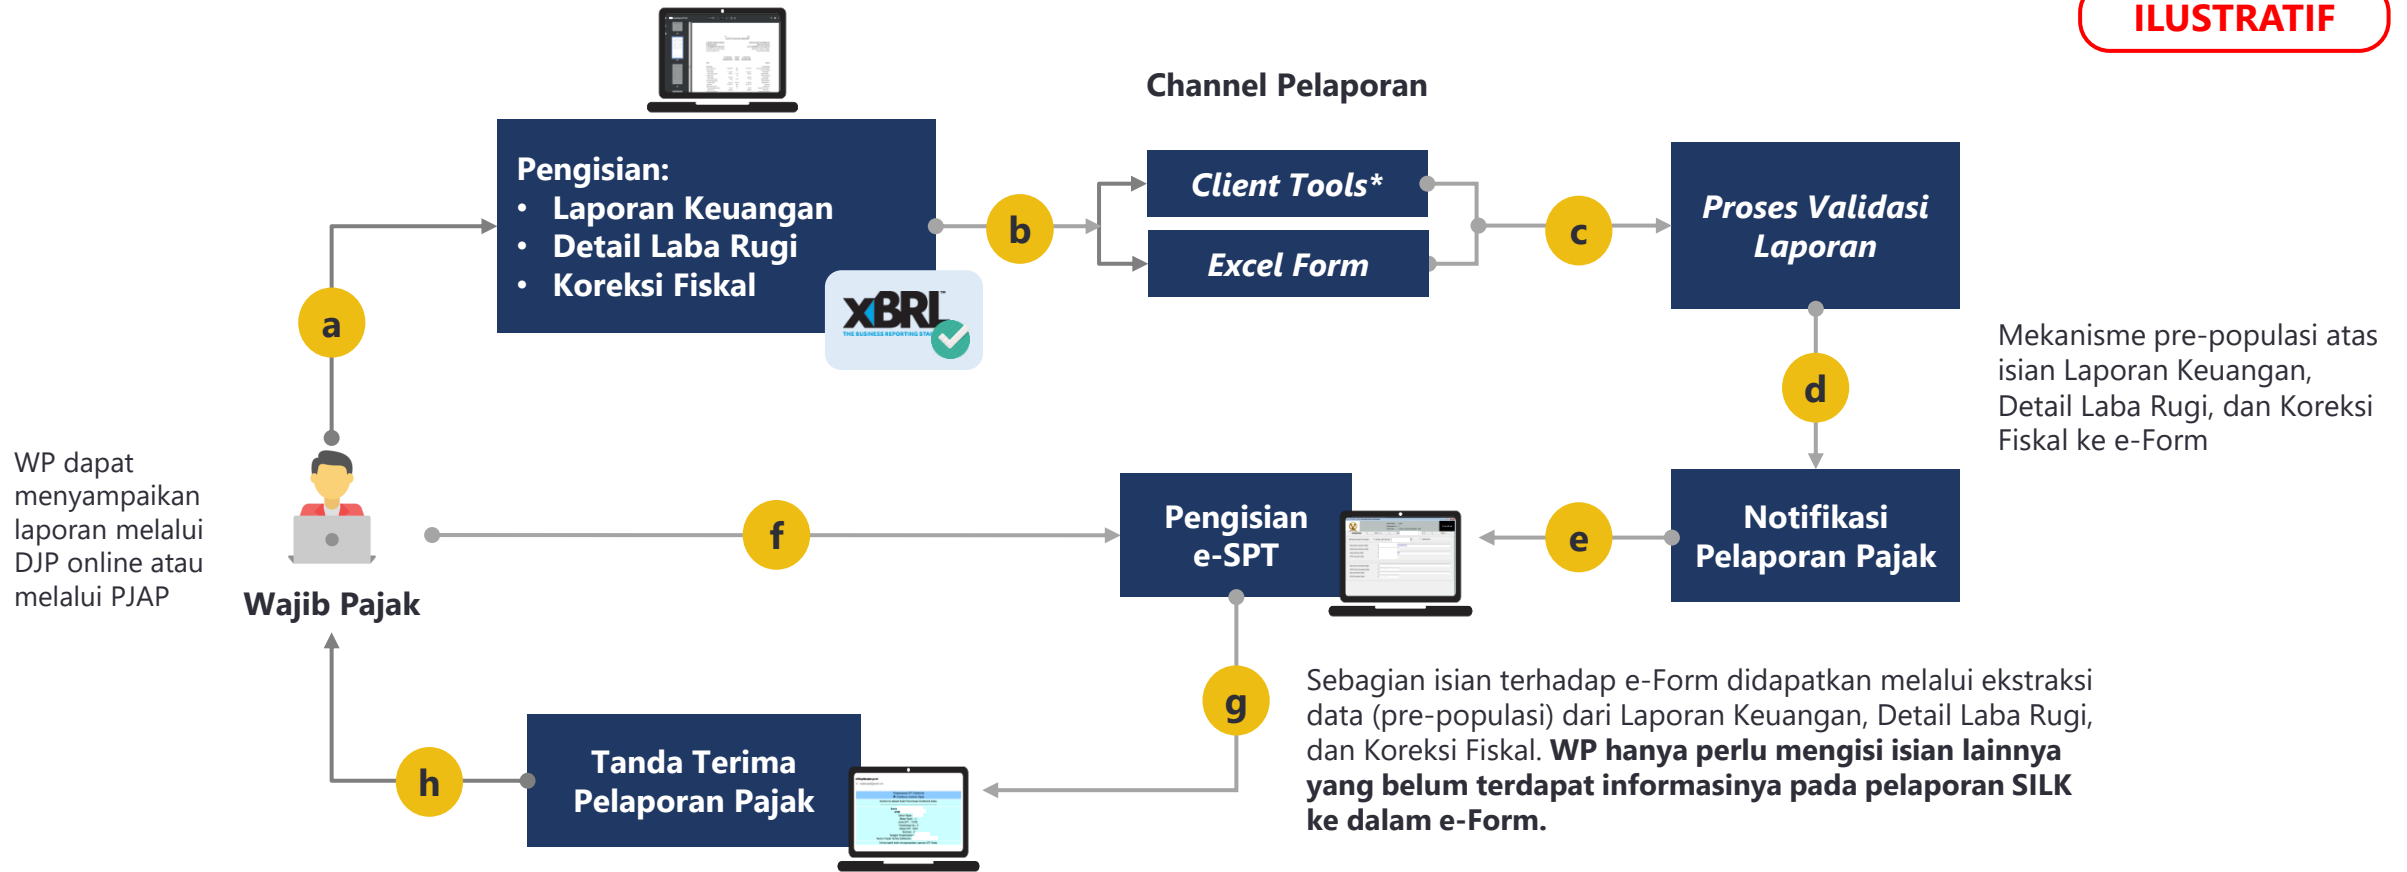 ILUSTRATIF
Channel Pelaporan
Pengisian:
• Laporan Keuangan
• Detail Laba Rugi
• Koreksi Fiskal
XBRL™
a
b
Client Tools*
Excel Form
c
Proses Validasi
Laporan
d
Mekanisme pre-populasi atas
isian Laporan Keuangan,
Detail Laba Rugi, dan Koreksi
Fiskal ke e-Form
WP dapat
menyampaikan
laporan melalui
DJP online atau
melalui PJAP
Wajib Pajak
f
Pengisian
e-SPT
e
Notifikasi
Pelaporan Pajak
g
Sebagian isian terhadap e-Form didapatkan melalui ekstraksi
data (pre-populasi) dari Laporan Keuangan, Detail Laba Rugi,
dan Koreksi Fiskal. WP hanya perlu mengisi isian lainnya
yang belum terdapat informasinya pada pelaporan SILK
ke dalam e-Form.
h
Tanda Terima
Pelaporan Pajak